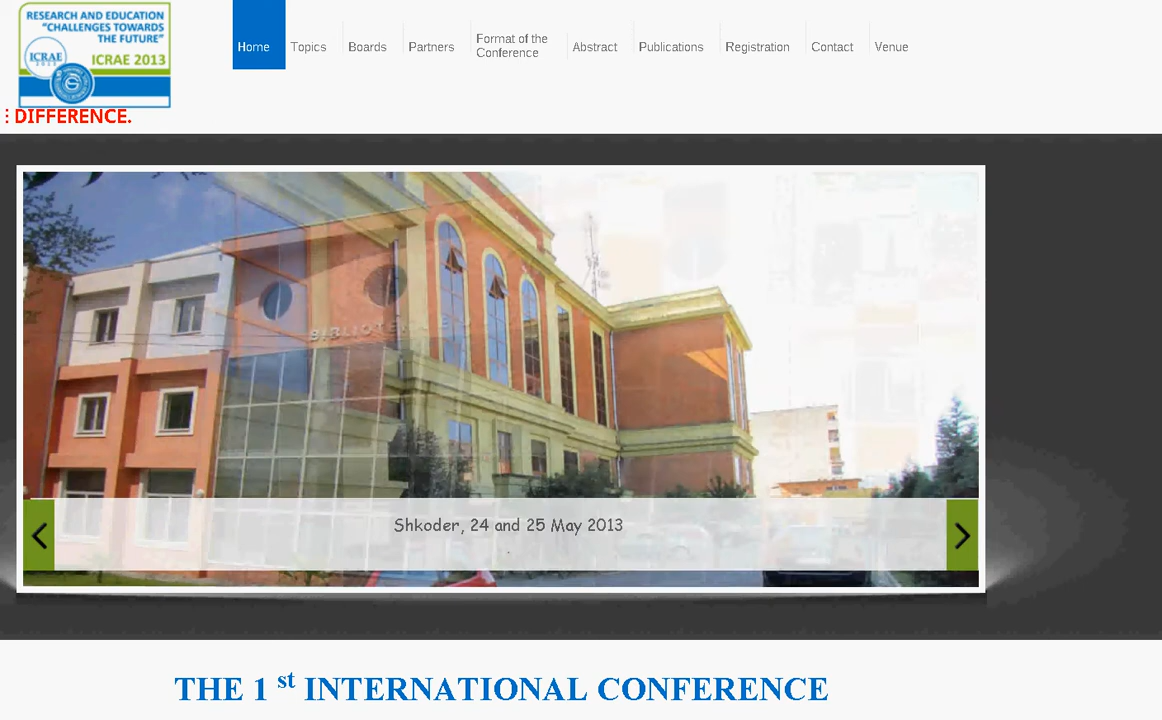 RESEARCH AND EDUCATION
"CHALLENGES TOWARDS
THE FUTURE"
ICRAE
2013
ICRAE 2013
: DIFFERENCE.
Home
Topics
Boards
Partners
Format of the
Conference
Abstract
Publications
Registration
Contact
Venue
Shkoder, 24 and 25 May 2013
.
THE 1 st INTERNATIONAL CONFERENCE